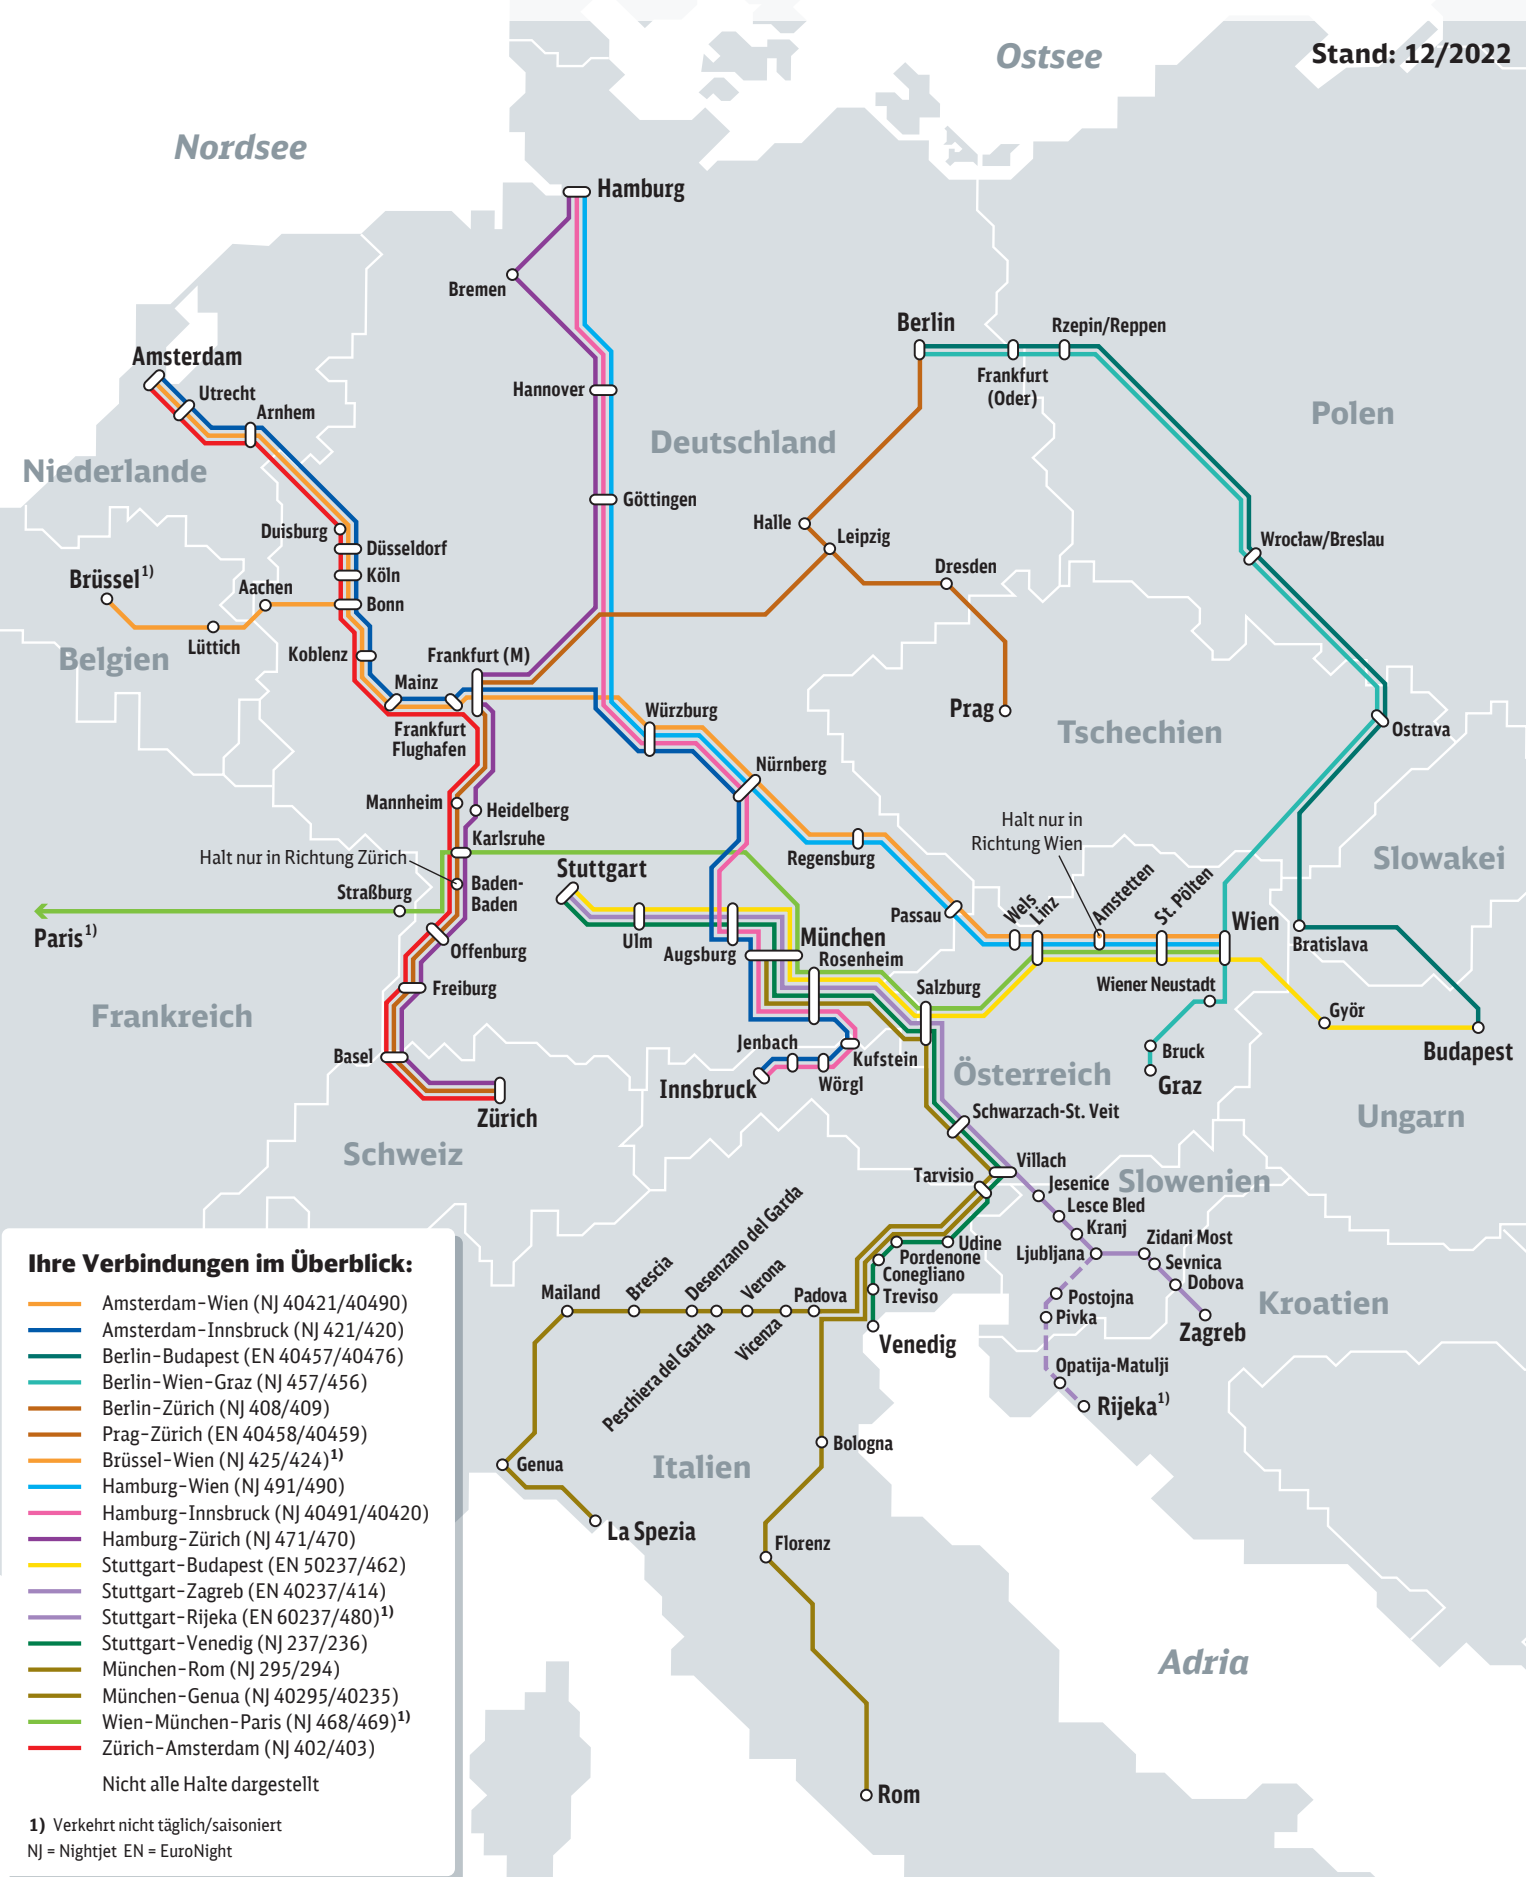 Stand: 12/2022
Ostsee
Nordsee
Hamburg
Bremen
Berlin
Rzepin/Reppen
Frankfurt
(Oder)
Amsterdam
Utrecht
Arnhem
Hannover
Polen
Deutschland
Niederlande
Göttingen
Halle
Leipzig
Duisburg
Düsseldorf
Wrocław/Breslau
Brüssel1)
Köln
Aachen
Dresden
Bonn
Lüttich
Belgien
Koblenz
Frankfurt (M)
Mainz
Würzburg
Prag
Frankfurt
Flughafen
Tschechien
Ostrava
Nürnberg
Mannheim
Heidelberg
Halt nur in
Richtung Wien
Karlsruhe
Halt nur in Richtung Zürich
Regensburg
Slowakei
Stuttgart
Straßburg
Baden-
Baden
Passau
Wels
Linz
Amstetten
St. Pölten
Wien
Paris1)
Ulm
Augsburg
München
Rosenheim
Offenburg
Bratislava
Wiener Neustadt
Salzburg
Freiburg
Frankreich
Györ
Jenbach
Kufstein
Bruck
Budapest
Basel
Innsbruck
Wörgl
Österreich
Graz
Zürich
Schwarzach-St. Veit
Ungarn
Schweiz
Villach
Tarvisio
Slowenien
Jesenice
Lesce Bled
Kranj
Zidani Most
Ljubljana
Udine
Pordenone
Sevnica
Conegliano
Dobova
Treviso
Postojna
Kroatien
Mailand
Brescia
Desenzano del Garda
Verona
Padova
Pivka
Zagreb
Peschiera del Garda
Vicenza
Venedig
Opatija-Matulji
Rijeka1)
Bologna
Genua
Italien
La Spezia
Florenz
Adria
Rom
Ihre Verbindungen im Überblick:
Amsterdam-Wien (NJ 40421/40490)
Amsterdam-Innsbruck (NJ 421/420)
Berlin-Budapest (EN 40457/40476)
Berlin-Wien-Graz (NJ 457/456)
Berlin-Zürich (NJ 408/409)
Prag-Zürich (EN 40458/40459)
Brüssel-Wien (NJ 425/424)1)
Hamburg-Wien (NJ 491/490)
Hamburg-Innsbruck (NJ 40491/40420)
Hamburg-Zürich (NJ 471/470)
Stuttgart-Budapest (EN 50237/462)
Stuttgart-Zagreb (EN 40237/414)
Stuttgart-Rijeka (EN 60237/480)1)
Stuttgart-Venedig (NJ 237/236)
München-Rom (NJ 295/294)
München-Genua (NJ 40295/40235)
Wien-München-Paris (NJ 468/469)1)
Zürich-Amsterdam (NJ 402/403)
Nicht alle Halte dargestellt
1) Verkehrt nicht täglich/saisoniert
NJ = Nightjet EN = EuroNight